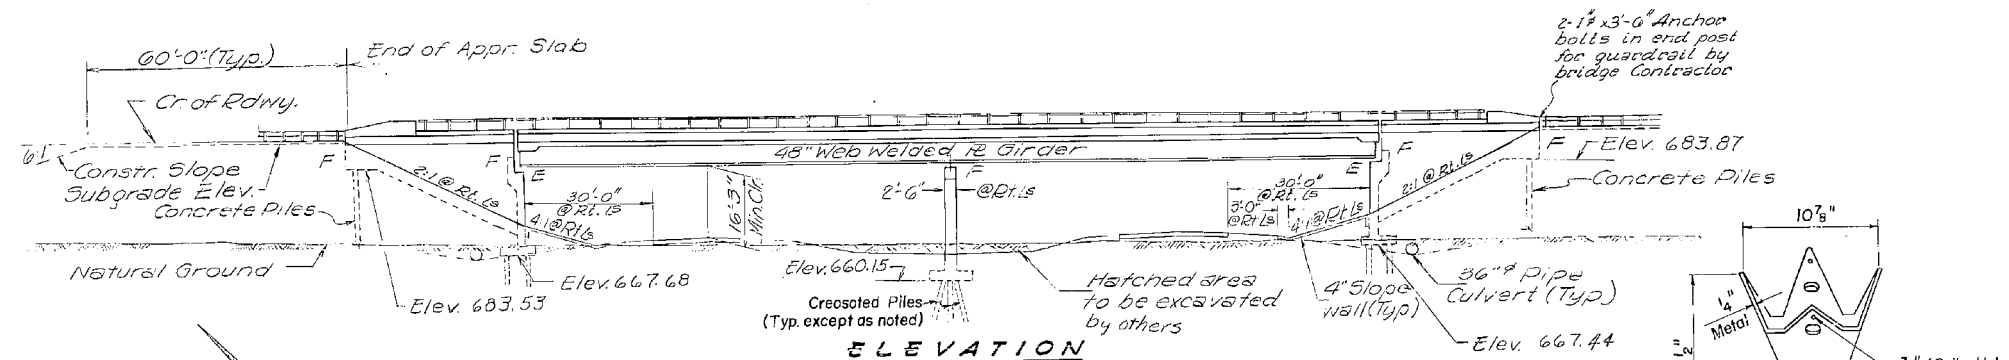 2-1"φ x3'-6" Anchor
bolts in end post
for guardrail by
bridge Contractor
60'-0" (Typ.)
End of Appr. Slab
Cr. of Rdwy.
6:1
Constr. Slope
Subgrade Elev.
Concrete Piles
F
F
E
2:1 @ Rt. Ls
30'-0"
@ Rt. Ls
4:1 @ Rt Ls
16'-3"
Min. Clr.
48" Web Welded PL Girder
F
2'-6"
@ Rt. Ls
30'-0"
@ Rt. Ls
3'-0"
@ Rt Ls
4:1 @ Rt Ls
E
F
2:1 @ Rt. Ls
F
Elev. 683.87
Concrete Piles
Natural Ground
Elev. 683.53
Elev. 667.68
Elev. 660.15
Creosoted Piles
(Typ. except as noted)
Hatched area
to be excavated
by others
4" Slope
wall (Typ)
36"φ Pipe
Culvert (Typ.)
Elev. 667.44
ELEVATION
10 7/8"
1/4"
Metal